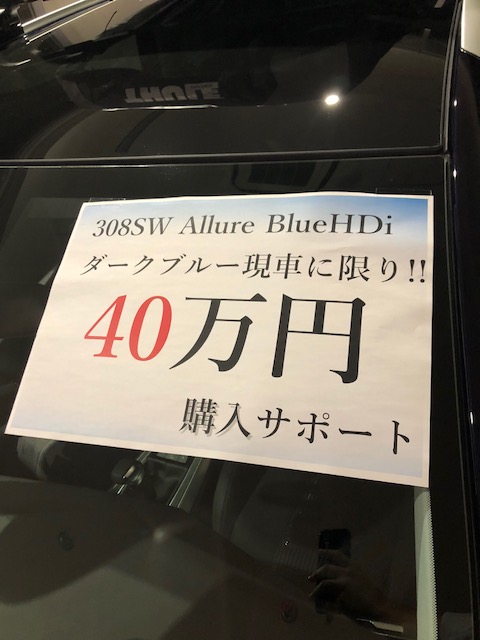 THULE
308SW Allure BlueHDi
ダークブルー現車に限り!!
40万円
購入サポート